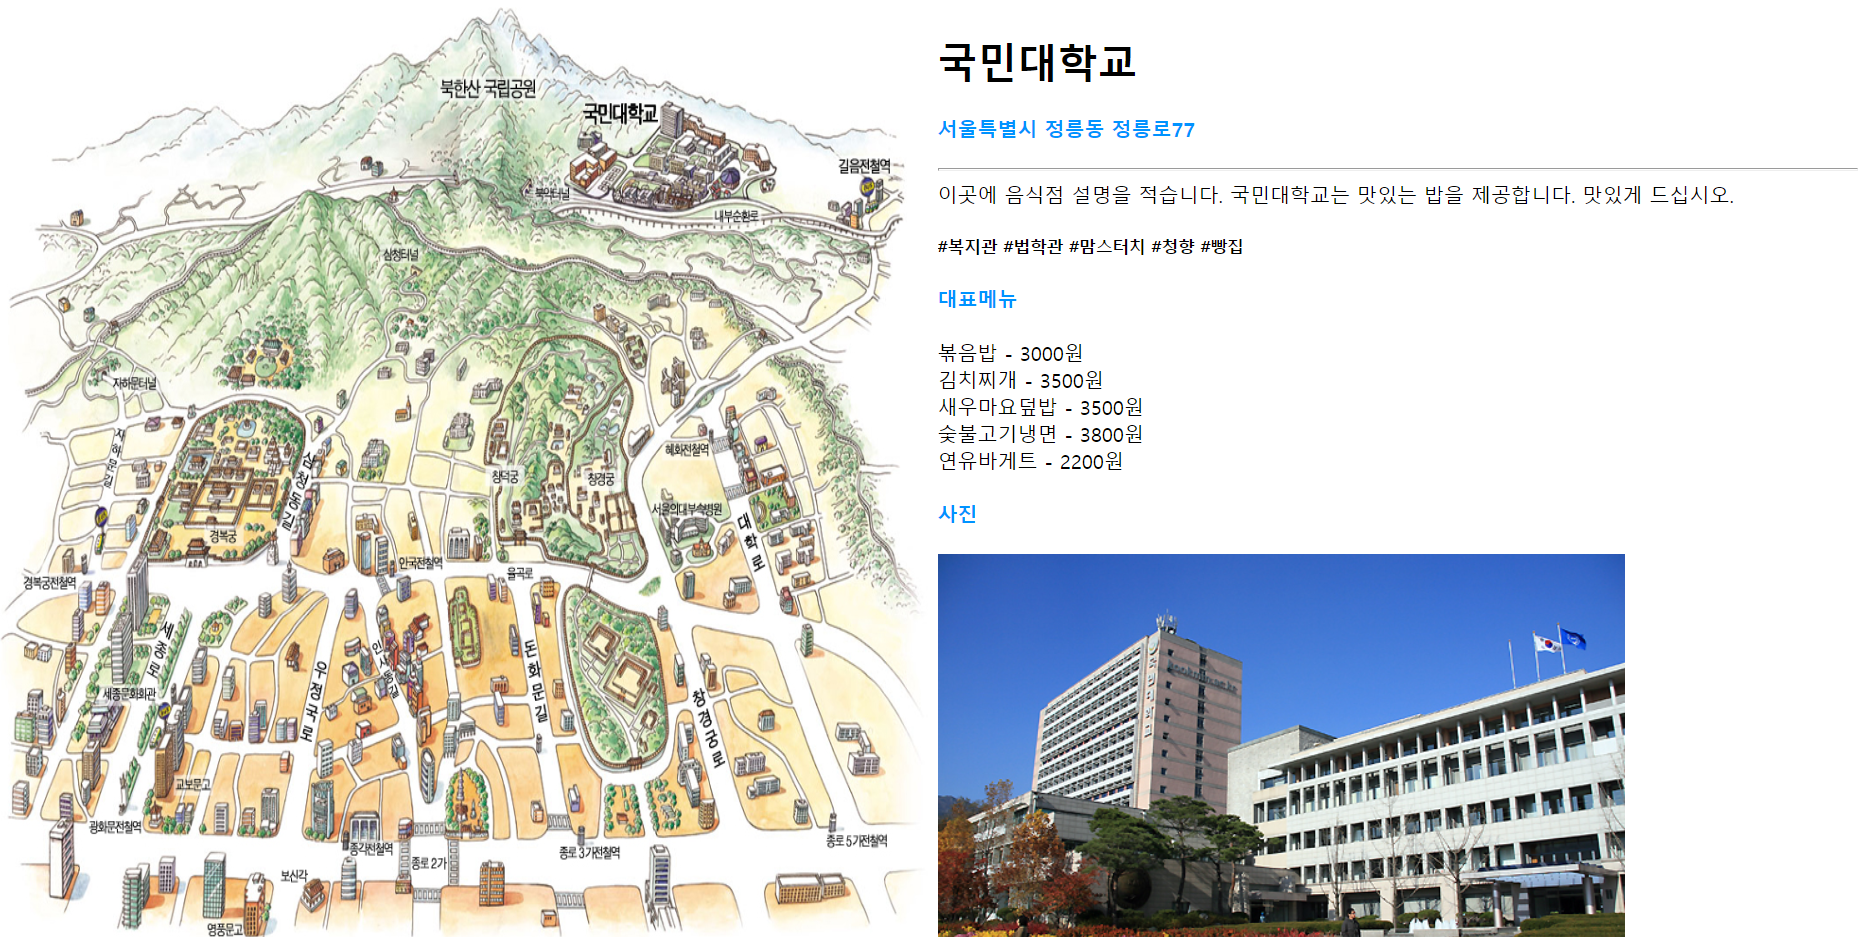 북한산 국립공원
국민대학교
길음전철역
북악터널
내부순환로
삼청터널
자하문터널
자하문길
삼청동길
혜화전철역
창덕궁
창경궁
서울의대부속병원
대학로
경복궁
안국전철역
율곡로
경복궁전철역
세종로
인사동길
우정국로
돈화문길
창경궁로
세종문화회관
교보문고
광화문전철역
종각전철역
종로 2가
종로 3가전철역
종로 5가전철역
보신각
영풍문고
국민대학교
서울특별시 정릉동 정릉로77
이곳에 음식점 설명을 적습니다. 국민대학교는 맛있는 밥을 제공합니다. 맛있게 드십시오.
#복지관 #법학관 #맘스터치 #청향 #빵집
대표메뉴
볶음밥 - 3000원
김치찌개 - 3500원
새우마요덮밥 - 3500원
숯불고기냉면 - 3800원
연유바게트 - 2200원
사진